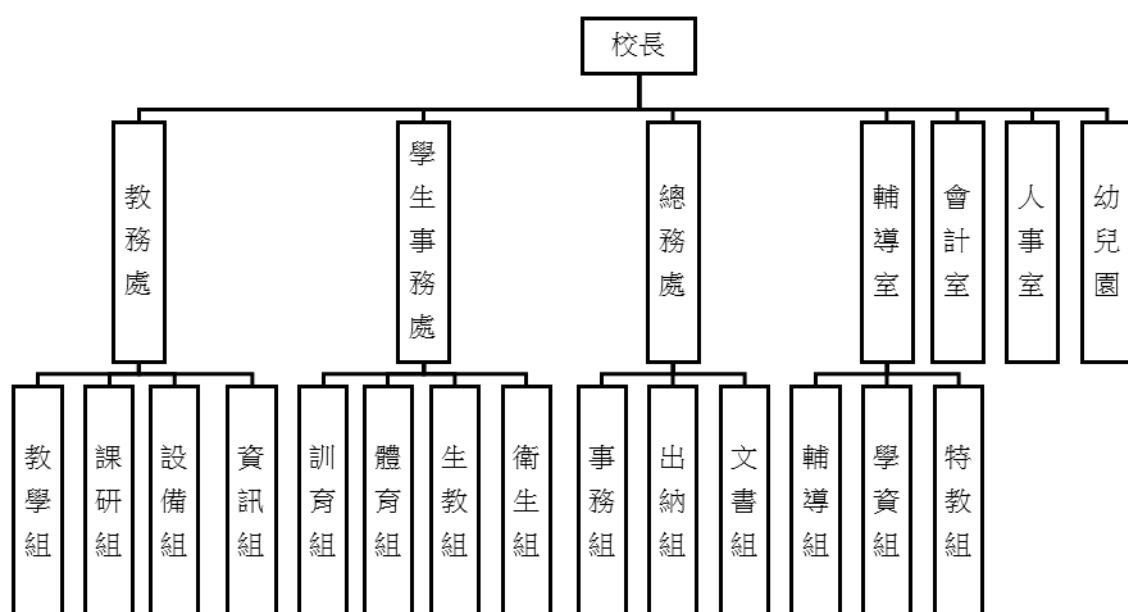 校長
教務處
學生事務處
總務處
輔導室
會計室
人事室
幼兒園
教學組
課研組
設備組
資訊組
訓育組
體育組
生教組
衛生組
事務組
出納組
文書組
輔導組
學資組
特教組